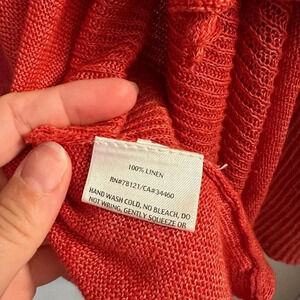 100% LINEN
RN#78121/CA#34460
HAND WASH COLD, NO BLEACH, DO
NOT WRING, GENTLY SQUEEZE OR